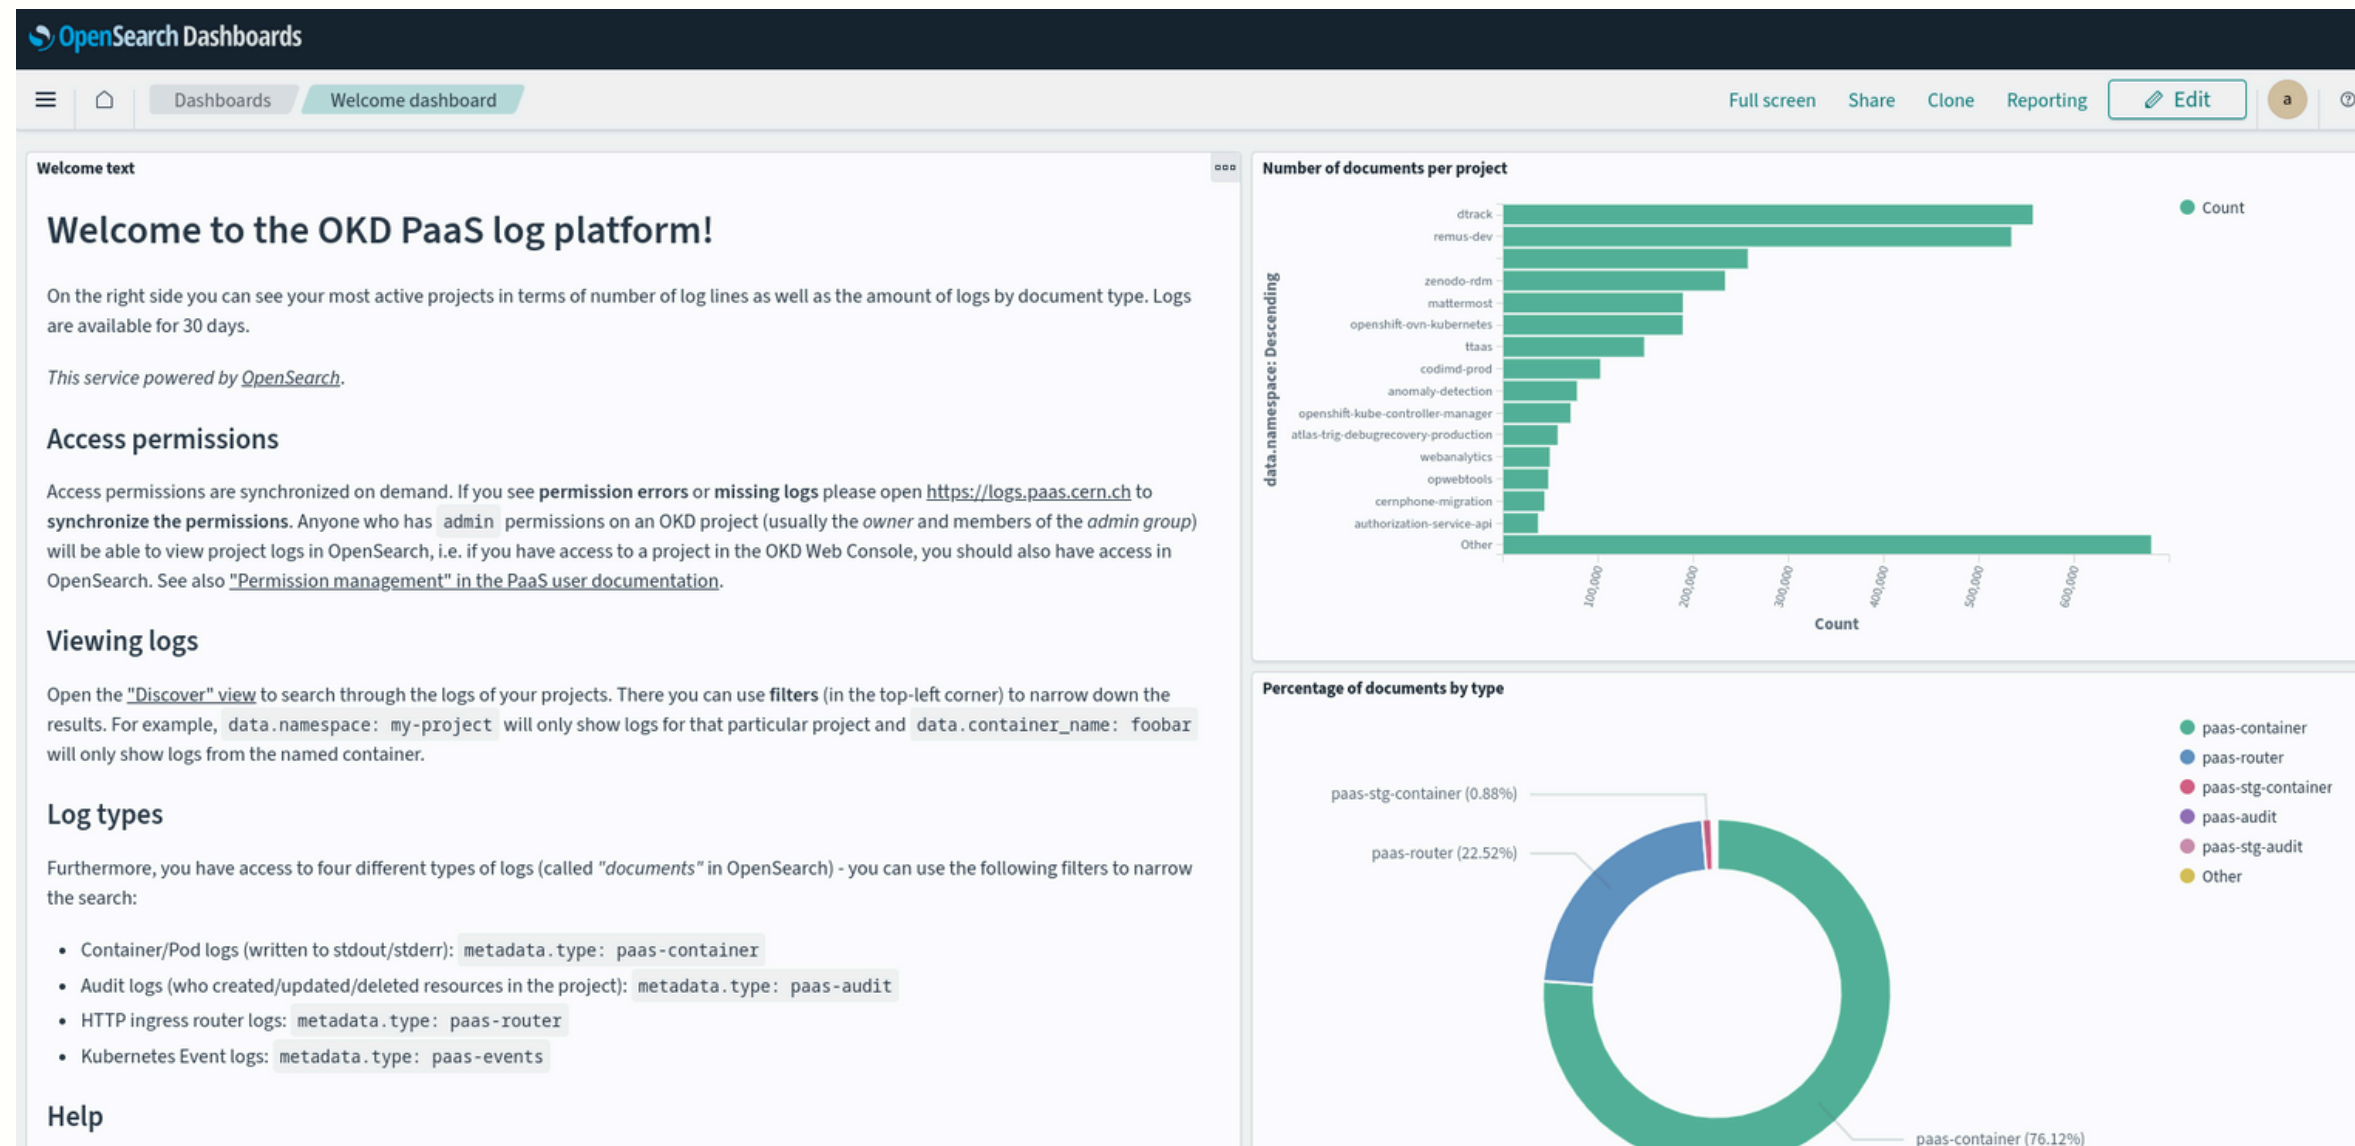 OpenSearch Dashboards
Dashboards
Welcome dashboard
Full screen
Share
Clone
Reporting
Edit
a
Welcome text
Welcome to the OKD PaaS log platform!
On the right side you can see your most active projects in terms of number of log lines as well as the amount of logs by document type. Logs
are available for 30 days.
This service powered by OpenSearch.
Access permissions
Access permissions are synchronized on demand. If you see permission errors or missing logs please open https://logs.paas.cern.ch to
synchronize the permissions. Anyone who has admin permissions on an OKD project (usually the owner and members of the admin group)
will be able to view project logs in OpenSearch, i.e. if you have access to a project in the OKD Web Console, you should also have access in
OpenSearch. See also "Permission management" in the PaaS user documentation.
Viewing logs
Open the "Discover" view to search through the logs of your projects. There you can use filters (in the top-left corner) to narrow down the
results. For example, data.namespace: my-project will only show logs for that particular project and data.container_name: foobar
will only show logs from the named container.
Log types
Furthermore, you have access to four different types of logs (called "documents" in OpenSearch) - you can use the following filters to narrow
the search:
• Container/Pod logs (written to stdout/stderr): metadata.type: paas-container
• Audit logs (who created/updated/deleted resources in the project): metadata.type: paas-audit
• HTTP ingress router logs: metadata.type: paas-router
• Kubernetes Event logs: metadata.type: paas-events
Help
Number of documents per project
data.namespace: Descending
dtrack
remus-dev
zenodo-rdm
mattermost
openshift-ovn-kubernetes
ttaas
codimd-prod
anomaly-detection
openshift-kube-controller-manager
atlas-trig-debugrecovery-production
webanalytics
opwebtools
cernphone-migration
authorization-service-api
Other
100,000
200,000
300,000
400,000
500,000
600,000
Count
Count
Percentage of documents by type
paas-stg-container (0.88%)
paas-router (22.52%)
paas-container (76.12%)
paas-container
paas-router
paas-stg-container
paas-audit
paas-stg-audit
Other